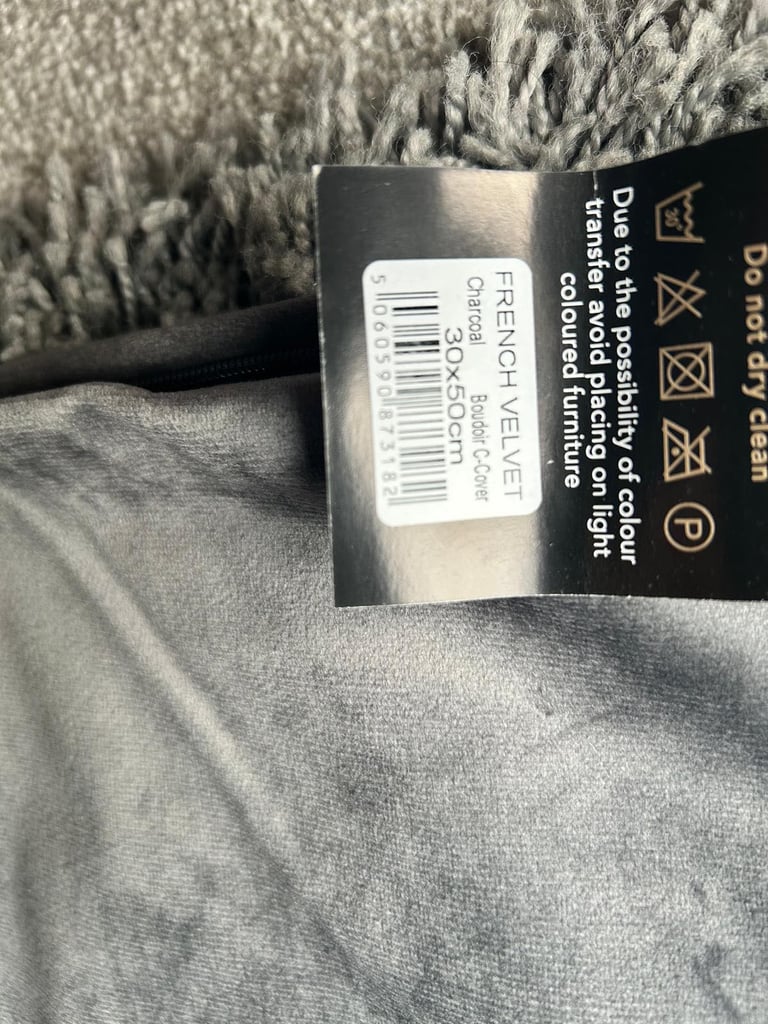 Do not dry clean
30°
P
Due to the possibility of colour
transfer avoid placing on light
coloured furniture
FRENCH VELVET
Charcoal Boudoir C-Cover
30x50cm
5 060590 873182